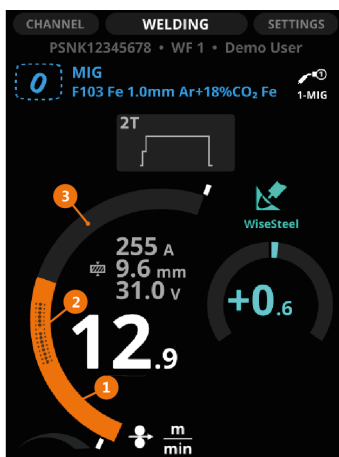 CHANNEL WELDING SETTINGS
PSNK12345678 • WF 1 • Demo User
0 MIG
F103 Fe 1.0mm Ar+18%CO₂ Fe
1
1-MIG
2T
3
WiseSteel
255 A
9.6 mm
31.0 V
+0.6
2
12.9
1
m
min